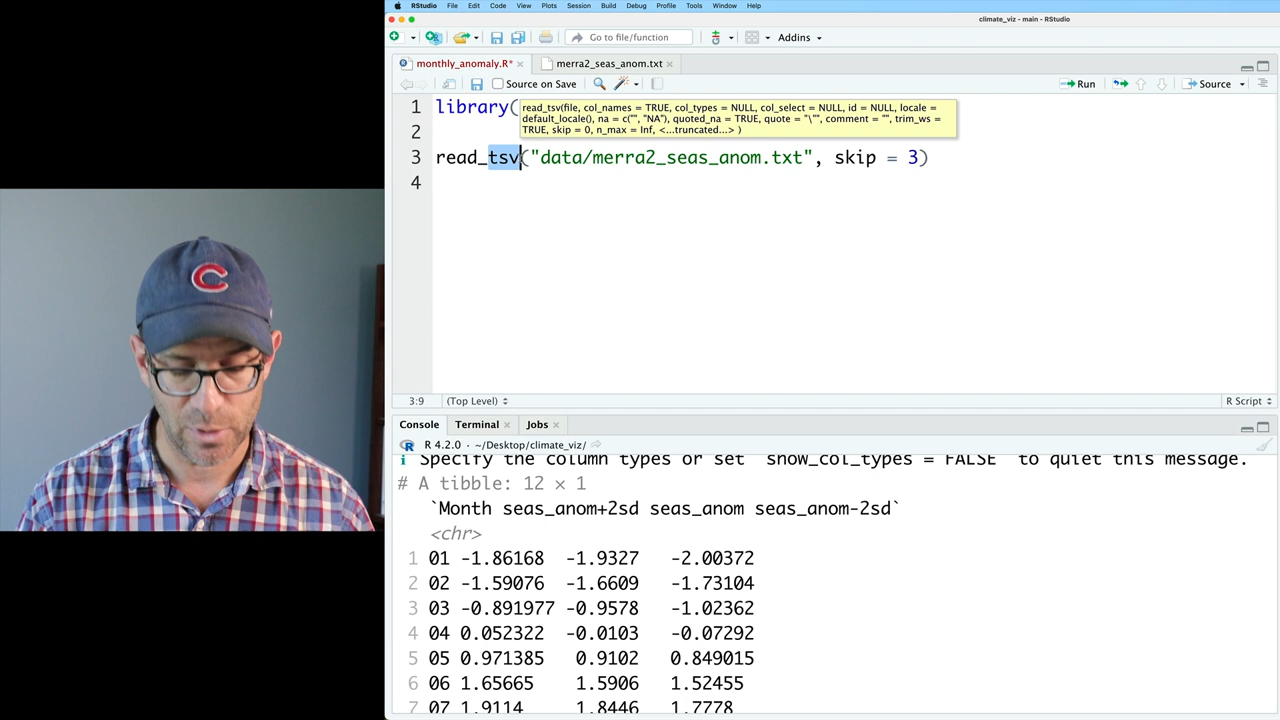 RStudio File Edit Code View Plots Session Build Debug Profile Tools Window Help
climate_viz - main - RStudio
Go to file/function Addins
monthly_anomaly.R* merra2_seas_anom.txt
Source on Save Run Source
1 library(
read_tsv(file, col_names = TRUE, col_types = NULL, col_select = NULL, id = NULL, locale =
default_locale(), na = c("", "NA"), quoted_na = TRUE, quote = "\"", comment = "", trim_ws =
TRUE, skip = 0, n_max = Inf, <...truncated...> )
2
3 read_tsv("data/merra2_seas_anom.txt", skip = 3)
4
C
3:9 (Top Level) R Script
Console Terminal Jobs
R 4.2.0 · ~/Desktop/climate_viz/
i Specify the column types or set `show_col_types = FALSE` to quiet this message.
# A tibble: 12 × 1
`Month seas_anom+2sd seas_anom seas_anom-2sd`
<chr>
1 01 -1.86168 -1.9327 -2.00372
2 02 -1.59076 -1.6609 -1.73104
3 03 -0.891977 -0.9578 -1.02362
4 04 0.052322 -0.0103 -0.07292
5 05 0.971385 0.9102 0.849015
6 06 1.65665 1.5906 1.52455
7 07 1.9114 1.8446 1.7778